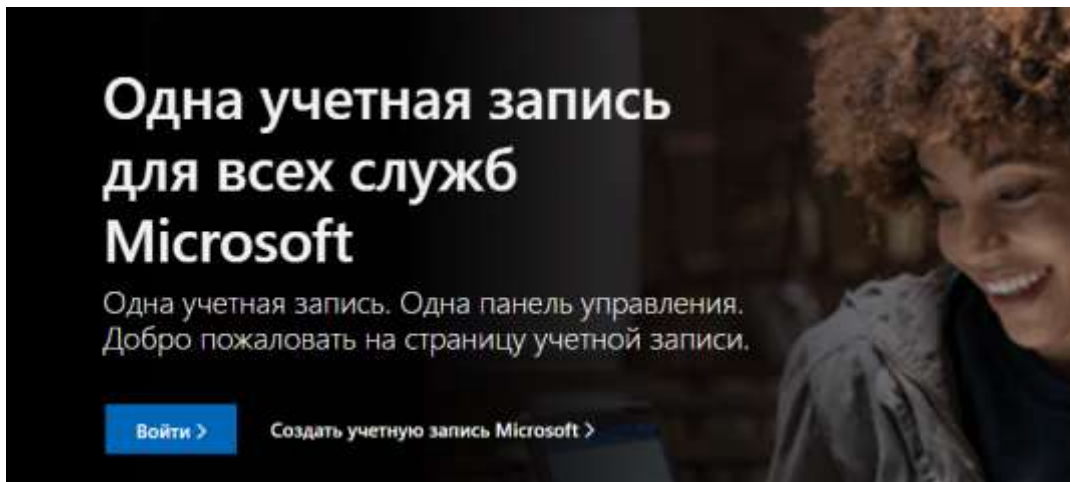 Одна учетная запись
для всех служб
Microsoft
Одна учетная запись. Одна панель управления.
Добро пожаловать на страницу учетной записи.
Войти >
Создать учетную запись Microsoft >